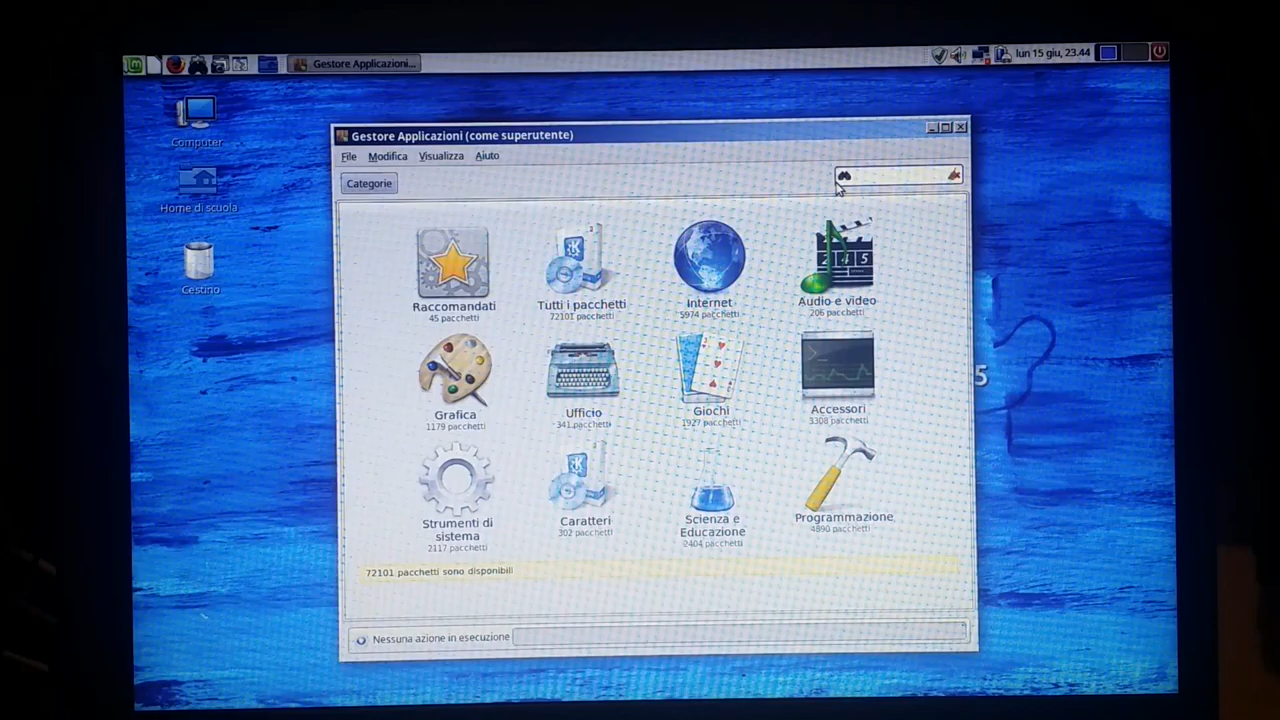 Gestore Applicazioni...
lun 15 giu, 23.44
Computer
Home di scuola
Cestino
Gestore Applicazioni (come superutente)
File Modifica Visualizza Aiuto
Categorie
Raccomandati
45 pacchetti
Tutti i pacchetti
72101 pacchetti
Internet
5974 pacchetti
Audio e video
206 pacchetti
Grafica
1179 pacchetti
Ufficio
341 pacchetti
Giochi
1927 pacchetti
Accessori
3308 pacchetti
Strumenti di
sistema
2117 pacchetti
Caratteri
302 pacchetti
Scienza e
Educazione
2404 pacchetti
Programmazione
4890 pacchetti
72101 pacchetti sono disponibili
Nessuna azione in esecuzione
5